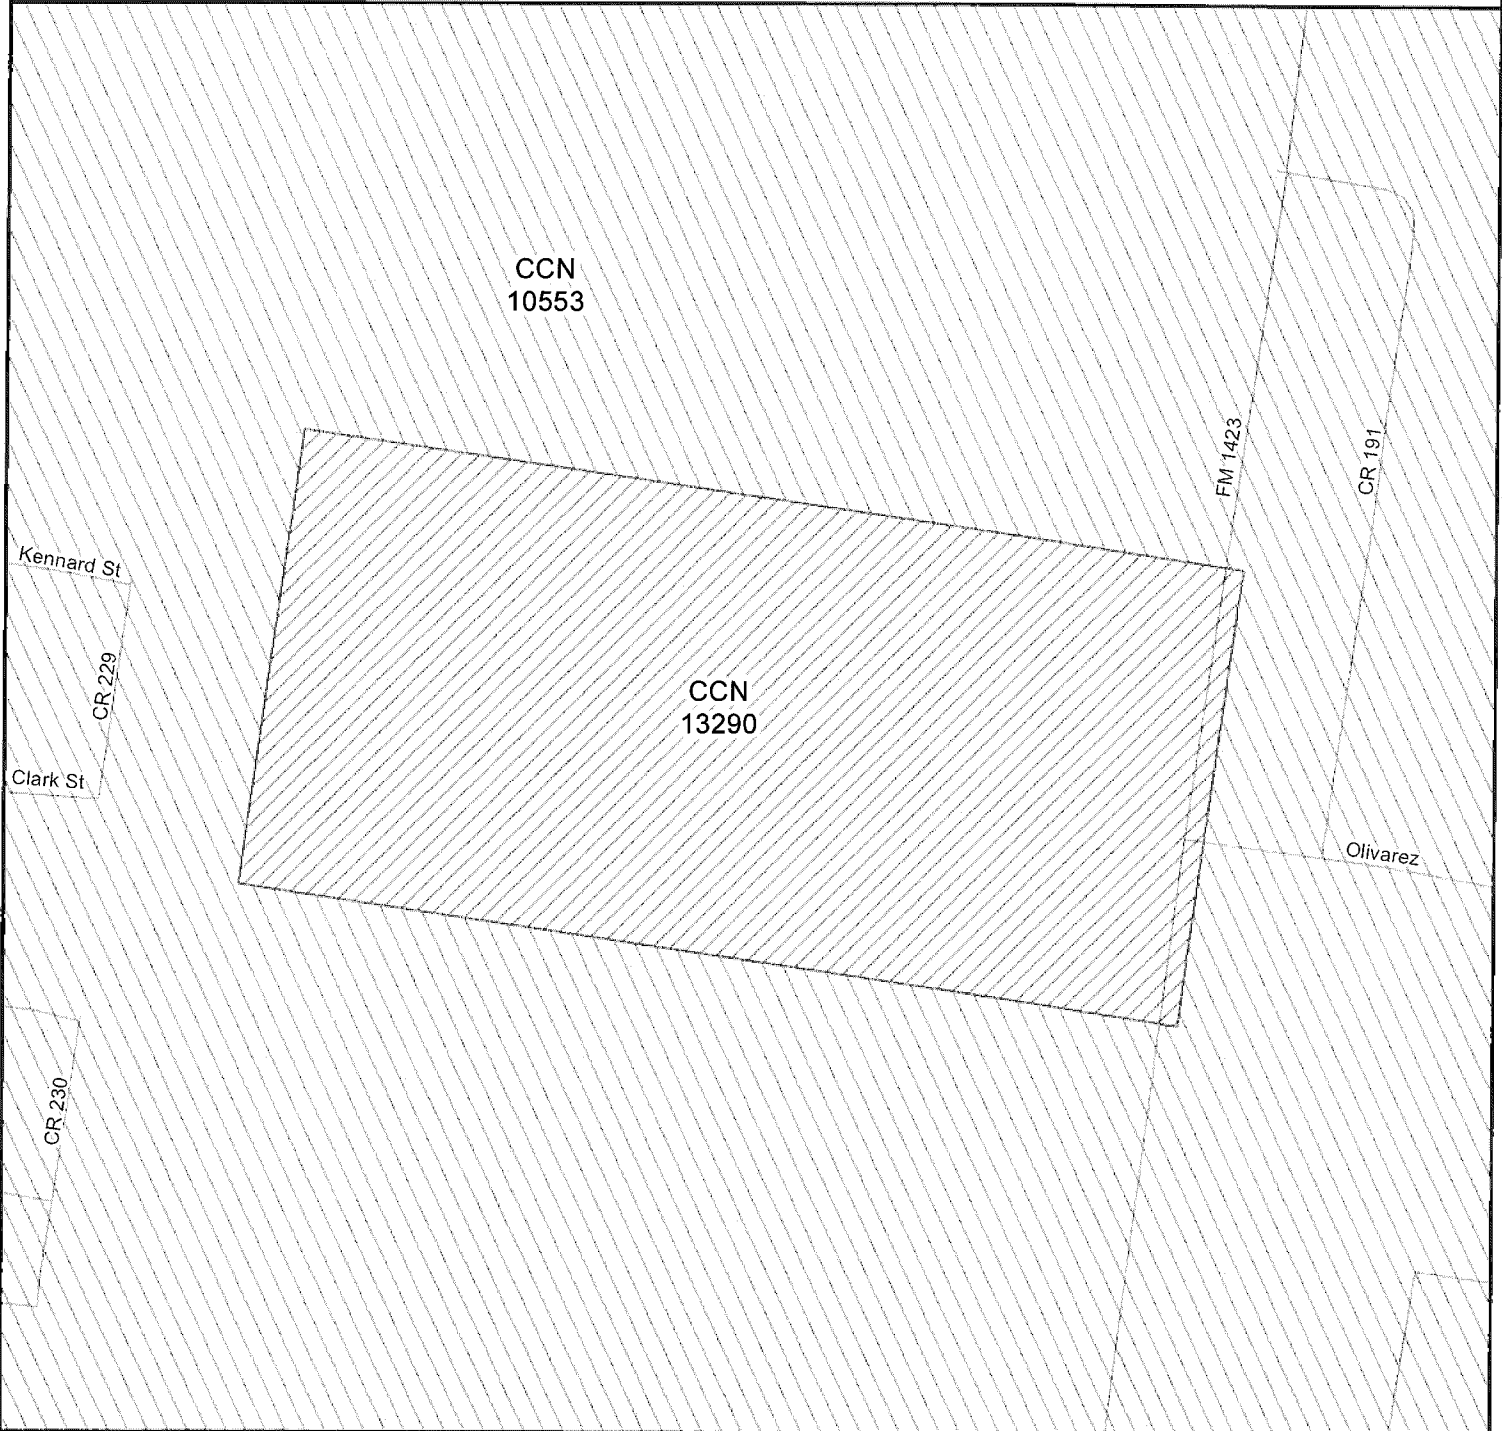 CCN
10553
FM 1423
CR 191
Kennard St
CR 229
CCN
13290
Clark St
Olivarez
CR 230